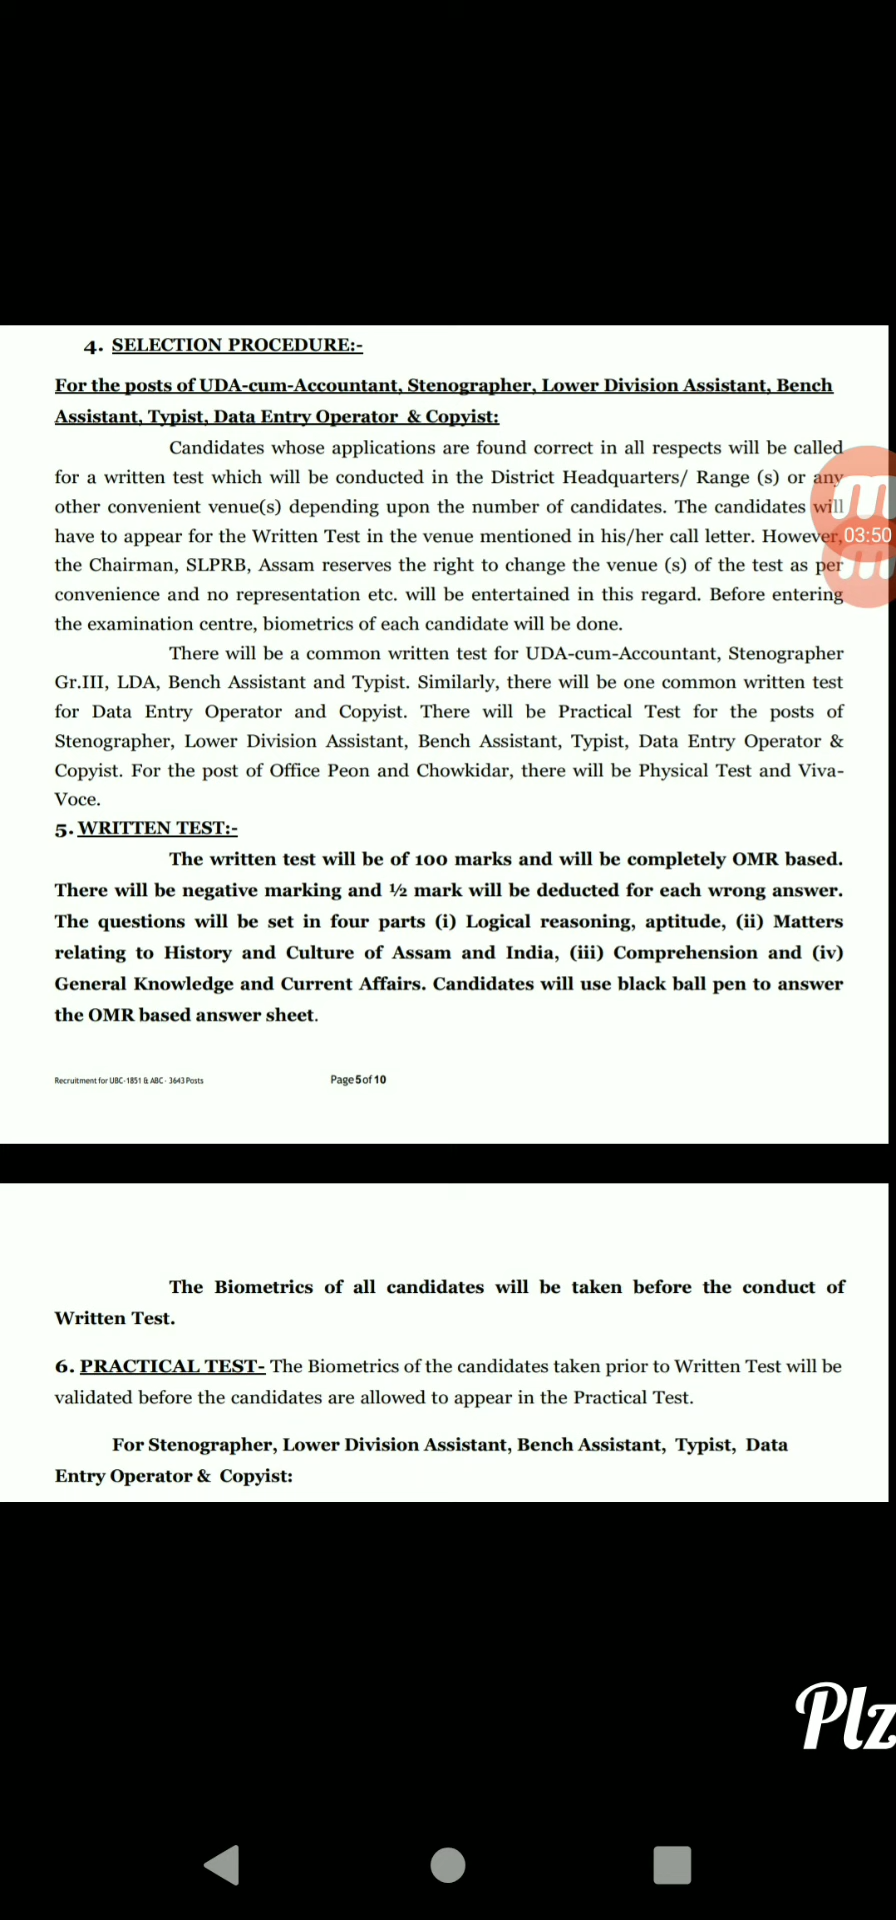 4. SELECTION PROCEDURE:-
For the posts of UDA-cum-Accountant, Stenographer, Lower Division Assistant, Bench
Assistant, Typist, Data Entry Operator & Copyist:
Candidates whose applications are found correct in all respects will be called
for a written test which will be conducted in the District Headquarters/ Range (s) or any
other convenient venue(s) depending upon the number of candidates. The candidates will
have to appear for the Written Test in the venue mentioned in his/her call letter. However,
03:50
the Chairman, SLPRB, Assam reserves the right to change the venue (s) of the test as per
convenience and no representation etc. will be entertained in this regard. Before entering
the examination centre, biometrics of each candidate will be done.
There will be a common written test for UDA-cum-Accountant, Stenographer
Gr.III, LDA, Bench Assistant and Typist. Similarly, there will be one common written test
for Data Entry Operator and Copyist. There will be Practical Test for the posts of
Stenographer, Lower Division Assistant, Bench Assistant, Typist, Data Entry Operator &
Copyist. For the post of Office Peon and Chowkidar, there will be Physical Test and Viva-
Voce.
5. WRITTEN TEST:-
The written test will be of 100 marks and will be completely OMR based.
There will be negative marking and ½ mark will be deducted for each wrong answer.
The questions will be set in four parts (i) Logical reasoning, aptitude, (ii) Matters
relating to History and Culture of Assam and India, (iii) Comprehension and (iv)
General Knowledge and Current Affairs. Candidates will use black ball pen to answer
the OMR based answer sheet.
Recruitment for UBC-1851 & ABC- 3643 Posts
Page 5 of 10
The Biometrics of all candidates will be taken before the conduct of
Written Test.
6. PRACTICAL TEST- The Biometrics of the candidates taken prior to Written Test will be
validated before the candidates are allowed to appear in the Practical Test.
For Stenographer, Lower Division Assistant, Bench Assistant, Typist, Data
Entry Operator & Copyist:
Plz